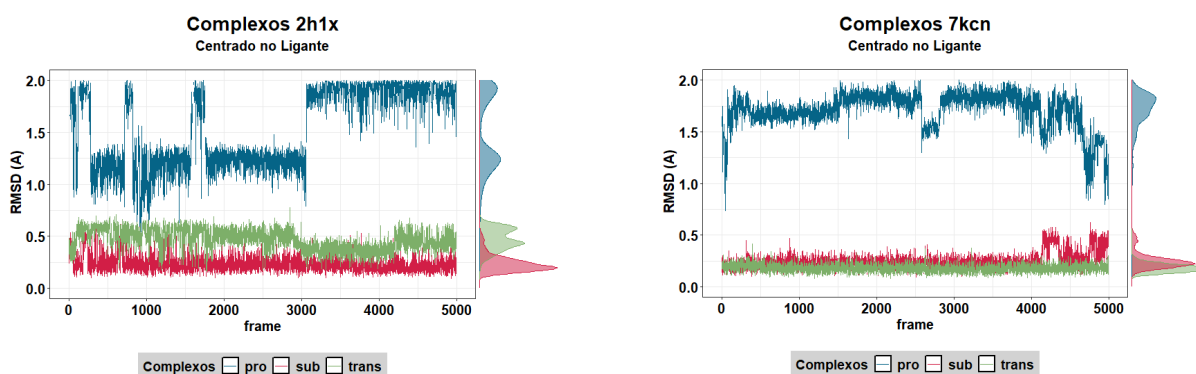 Complexos 2h1x
Centrado no Ligante
RMSD (A)
2.0
1.5
1.0
0.5
0.0
0 1000 2000 3000 4000 5000
frame
Complexos pro sub trans
Complexos 7kcn
Centrado no Ligante
RMSD (A)
2.0
1.5
1.0
0.5
0.0
0 1000 2000 3000 4000 5000
frame
Complexos pro sub trans